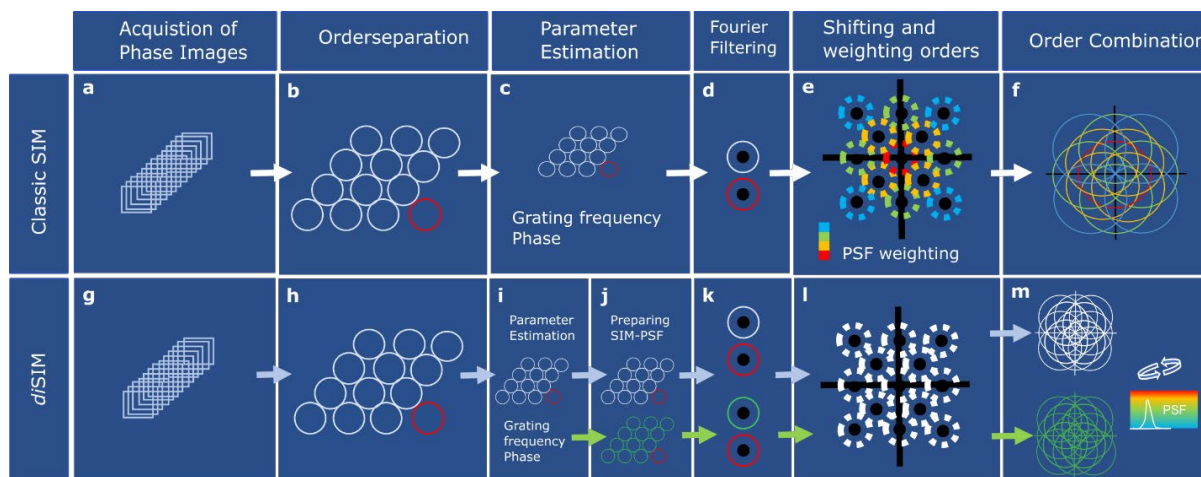 Acquistion of
Phase Images
Orderseparation
Parameter
Estimation
Fourier
Filtering
Shifting and
weighting orders
Order Combination
Classic SIM
a
b
c
Grating frequency
Phase
d
e
PSF weighting
f
diSIM
g
h
i
Parameter
Estimation
Grating
frequency
Phase
j
Preparing
SIM-PSF
k
l
m
PSF